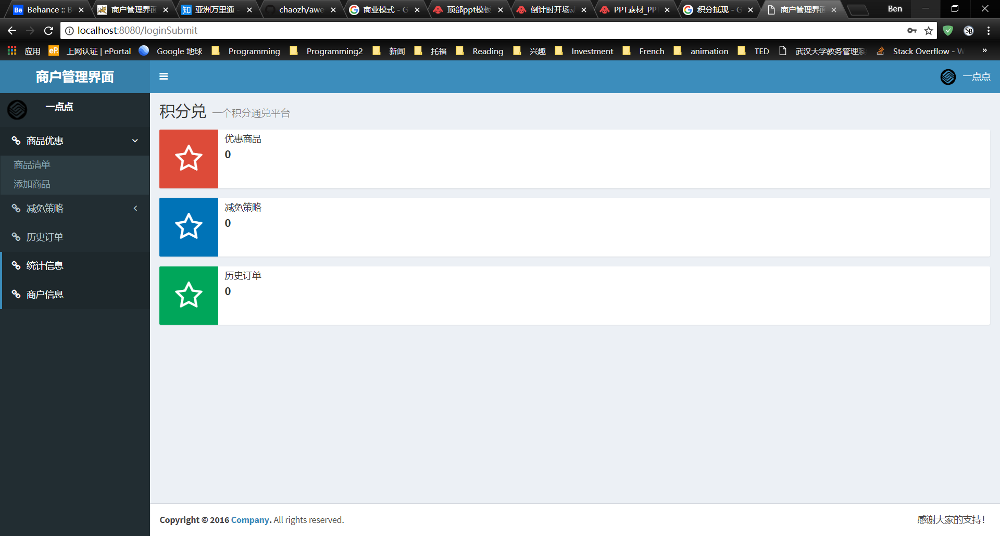 Behance :: B
商户管理界面
亚洲万里通 -
chaozh/awe
商业模式 - G
顶部ppt模板
倒计时开场动
PPT素材_PPT
积分抵现 - G
商户管理界面
Ben
localhost:8080/loginSubmit
应用
eP.
上网认证 | ePortal
Google 地球
Programming
Programming2
新闻
托福
Reading
兴趣
Investment
French
animation
TED
武汉大学教务管理系
Stack Overflow - W
»
商户管理界面
一点点
一点点
商品优惠
商品清单
添加商品
减免策略
历史订单
统计信息
商户信息
积分兑 一个积分通兑平台
优惠商品
0
减免策略
0
历史订单
0
Copyright © 2016 Company. All rights reserved.
感谢大家的支持！